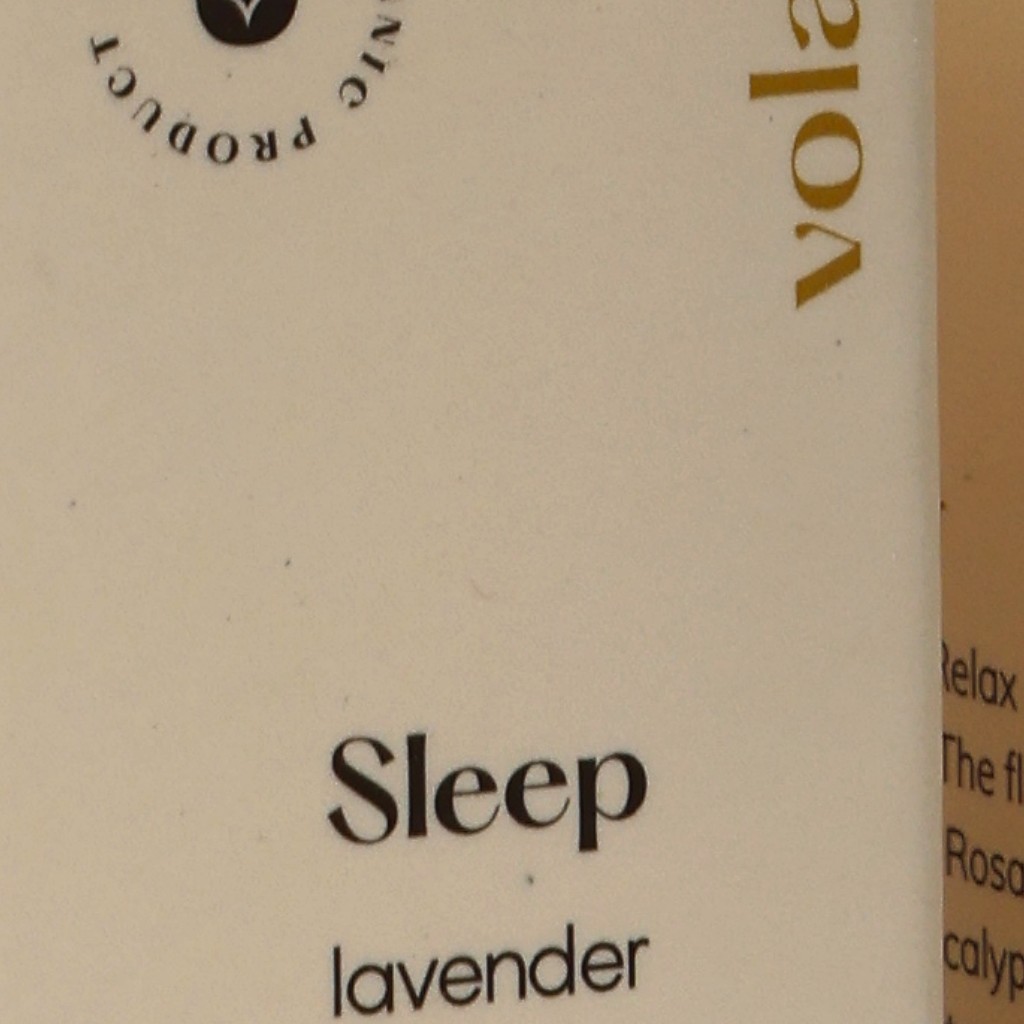 NIC PRODUCT
vola
Sleep
lavender
Relax
The fl
Rosa
calyp